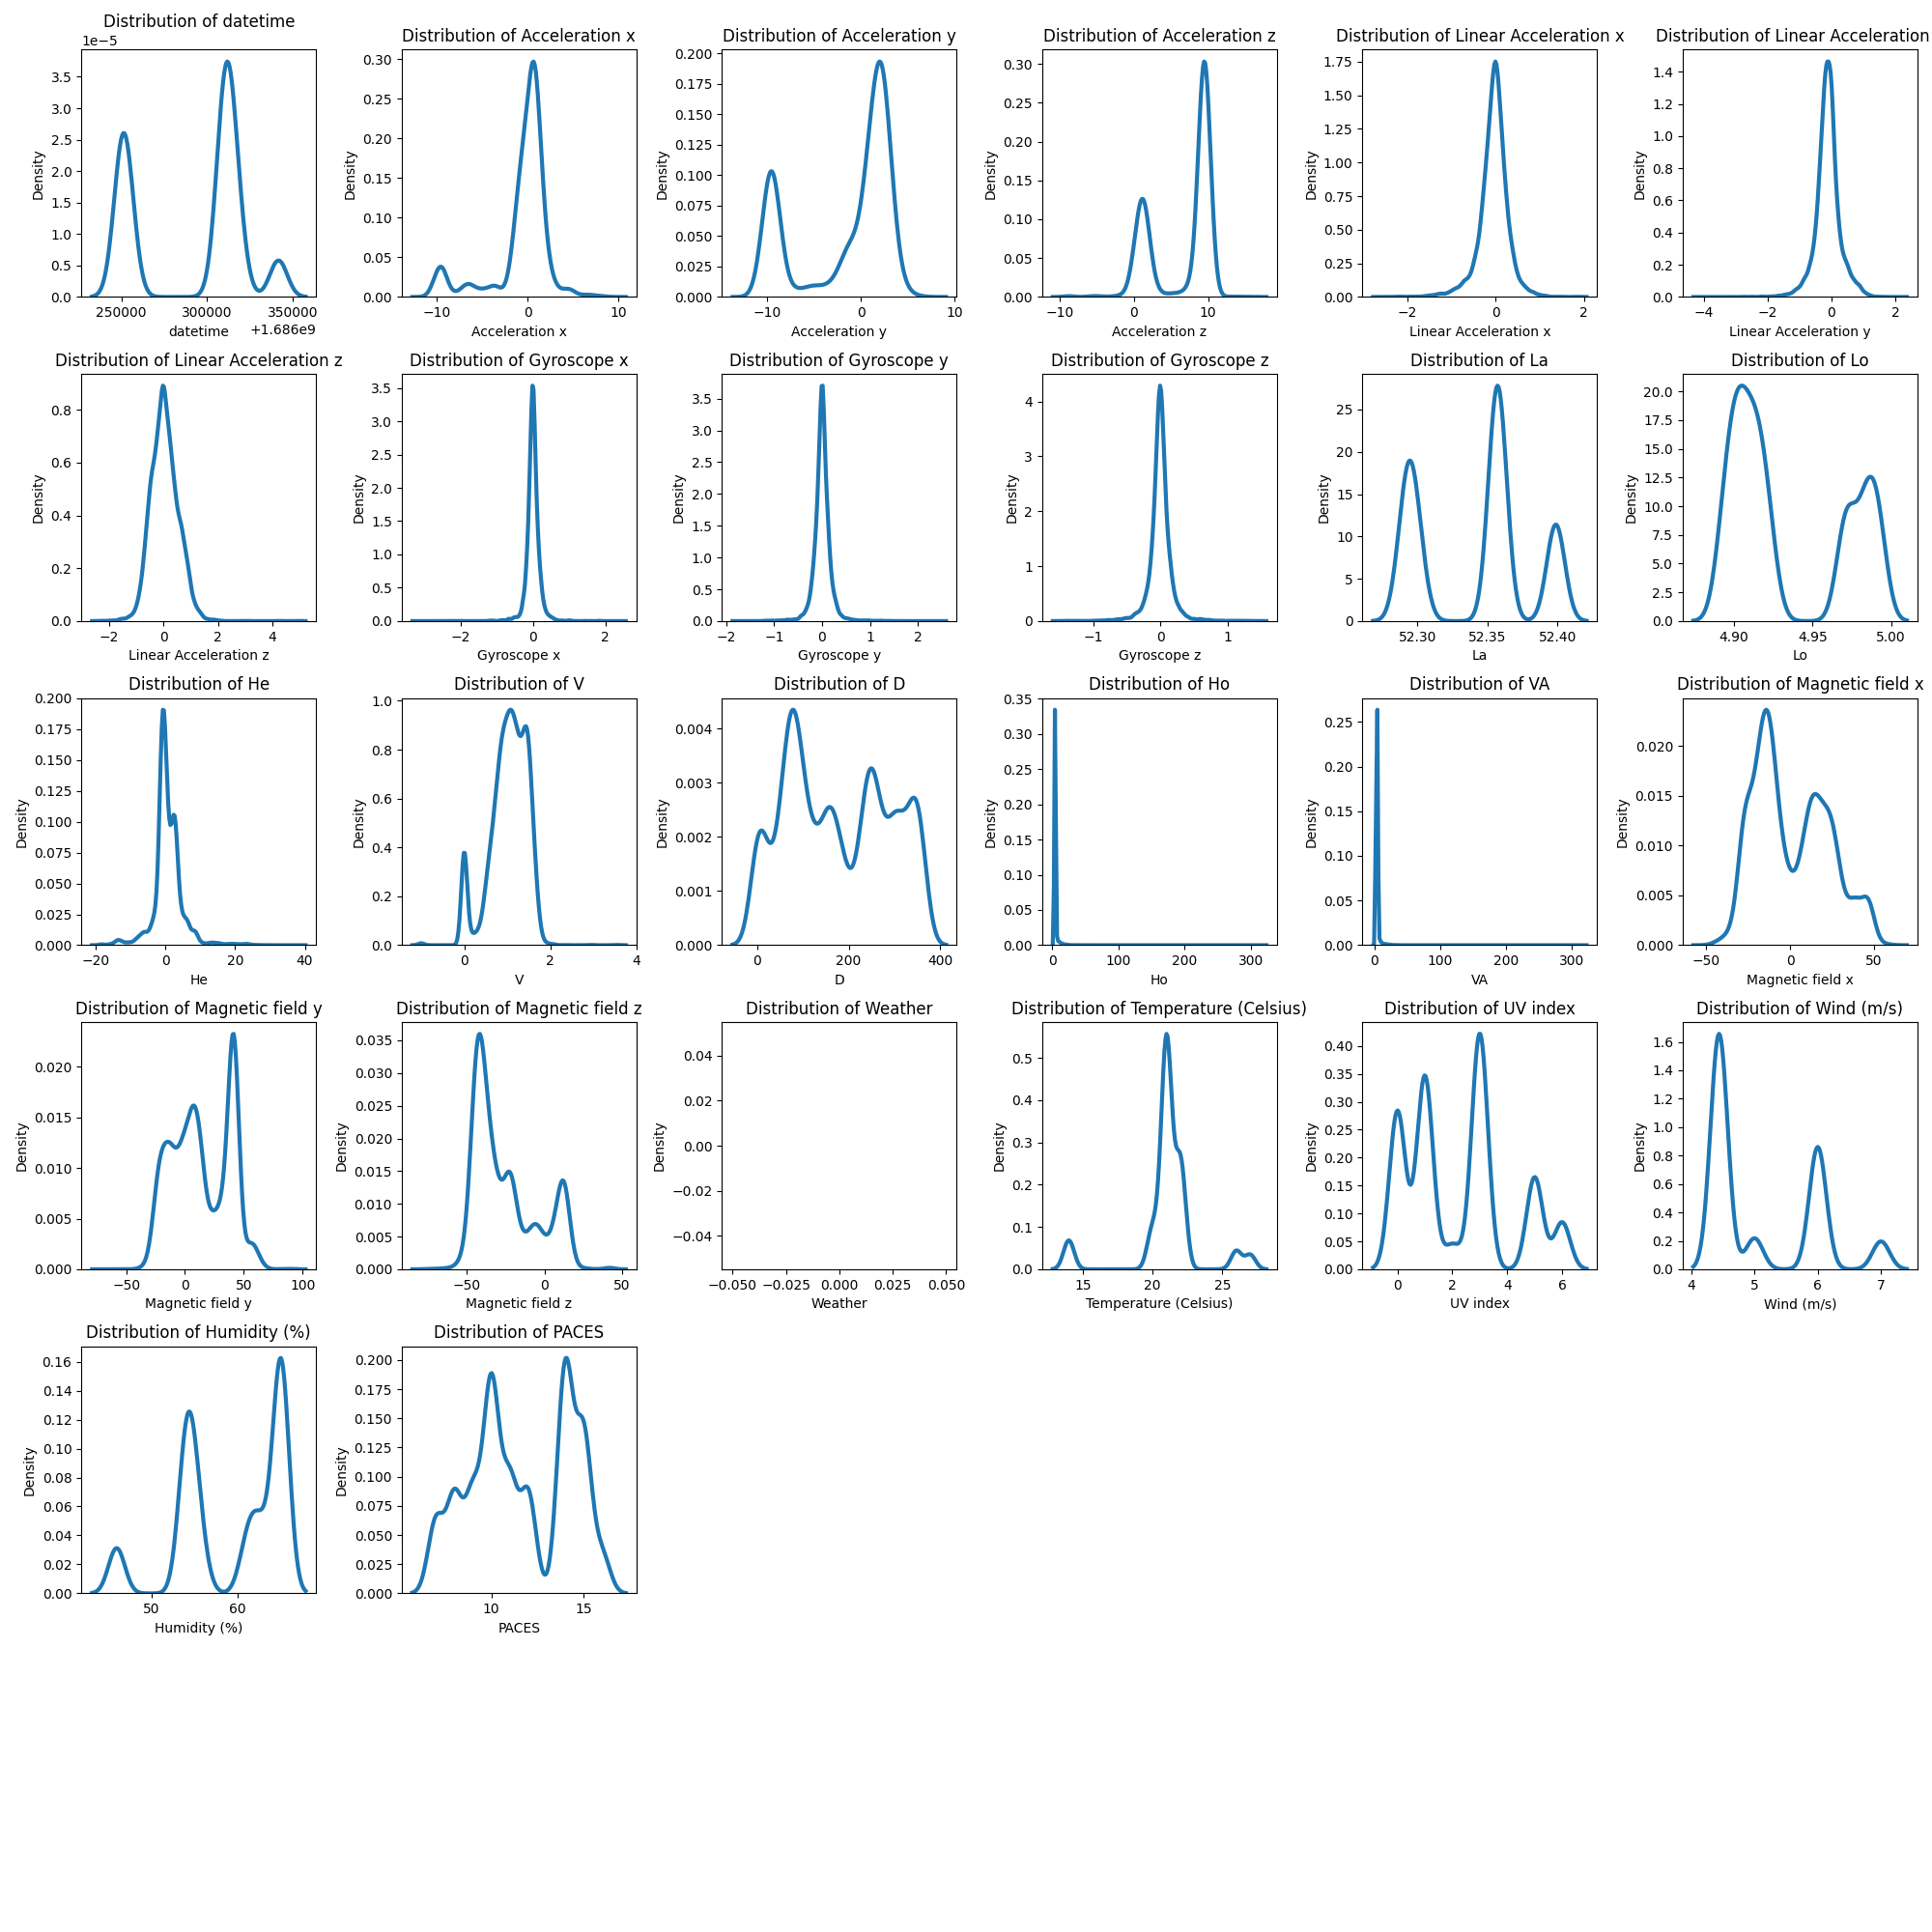 Distribution of datetime
1e−5
3.5
3.0
2.5
2.0
1.5
1.0
0.5
0.0
Density
250000 300000 350000
datetime +1.686e9
Distribution of Acceleration x
0.30
0.25
0.20
0.15
0.10
0.05
0.00
Density
−10 0 10
Acceleration x
Distribution of Acceleration y
0.200
0.175
0.150
0.125
0.100
0.075
0.050
0.025
0.000
Density
−10 0 10
Acceleration y
Distribution of Acceleration z
0.30
0.25
0.20
0.15
0.10
0.05
0.00
Density
−10 0 10
Acceleration z
Distribution of Linear Acceleration x
1.75
1.50
1.25
1.00
0.75
0.50
0.25
0.00
Density
−2 0 2
Linear Acceleration x
Distribution of Linear Acceleration
1.4
1.2
1.0
0.8
0.6
0.4
0.2
0.0
Density
−4 −2 0 2
Linear Acceleration y
Distribution of Linear Acceleration z
0.8
0.6
0.4
0.2
0.0
Density
−2 0 2 4
Linear Acceleration z
Distribution of Gyroscope x
3.5
3.0
2.5
2.0
1.5
1.0
0.5
0.0
Density
−2 0 2
Gyroscope x
Distribution of Gyroscope y
3.5
3.0
2.5
2.0
1.5
1.0
0.5
0.0
Density
−2 −1 0 1 2
Gyroscope y
Distribution of Gyroscope z
4
3
2
1
0
Density
−1 0 1
Gyroscope z
Distribution of La
25
20
15
10
5
0
Density
52.30 52.35 52.40
La
Distribution of Lo
20.0
17.5
15.0
12.5
10.0
7.5
5.0
2.5
0.0
Density
4.90 4.95 5.00
Lo
Distribution of He
0.200
0.175
0.150
0.125
0.100
0.075
0.050
0.025
0.000
Density
−20 0 20 40
He
Distribution of V
1.0
0.8
0.6
0.4
0.2
0.0
Density
0 2 4
V
Distribution of D
0.004
0.003
0.002
0.001
0.000
Density
0 200 400
D
Distribution of Ho
0.35
0.30
0.25
0.20
0.15
0.10
0.05
0.00
Density
0 100 200 300
Ho
Distribution of VA
0.25
0.20
0.15
0.10
0.05
0.00
Density
0 100 200 300
VA
Distribution of Magnetic field x
0.020
0.015
0.010
0.005
0.000
Density
−50 0 50
Magnetic field x
Distribution of Magnetic field y
0.020
0.015
0.010
0.005
0.000
Density
−50 0 50 100
Magnetic field y
Distribution of Magnetic field z
0.035
0.030
0.025
0.020
0.015
0.010
0.005
0.000
Density
−50 0 50
Magnetic field z
Distribution of Weather
0.04
0.02
0.00
−0.02
−0.04
Density
−0.050 −0.025 0.000 0.025 0.050
Weather
Distribution of Temperature (Celsius)
0.5
0.4
0.3
0.2
0.1
0.0
Density
15 20 25
Temperature (Celsius)
Distribution of UV index
0.40
0.35
0.30
0.25
0.20
0.15
0.10
0.05
0.00
Density
0 2 4 6
UV index
Distribution of Wind (m/s)
1.6
1.4
1.2
1.0
0.8
0.6
0.4
0.2
0.0
Density
4 5 6 7
Wind (m/s)
Distribution of Humidity (%)
0.16
0.14
0.12
0.10
0.08
0.06
0.04
0.02
0.00
Density
50 60
Humidity (%)
Distribution of PACES
0.200
0.175
0.150
0.125
0.100
0.075
0.050
0.025
0.000
Density
10 15
PACES